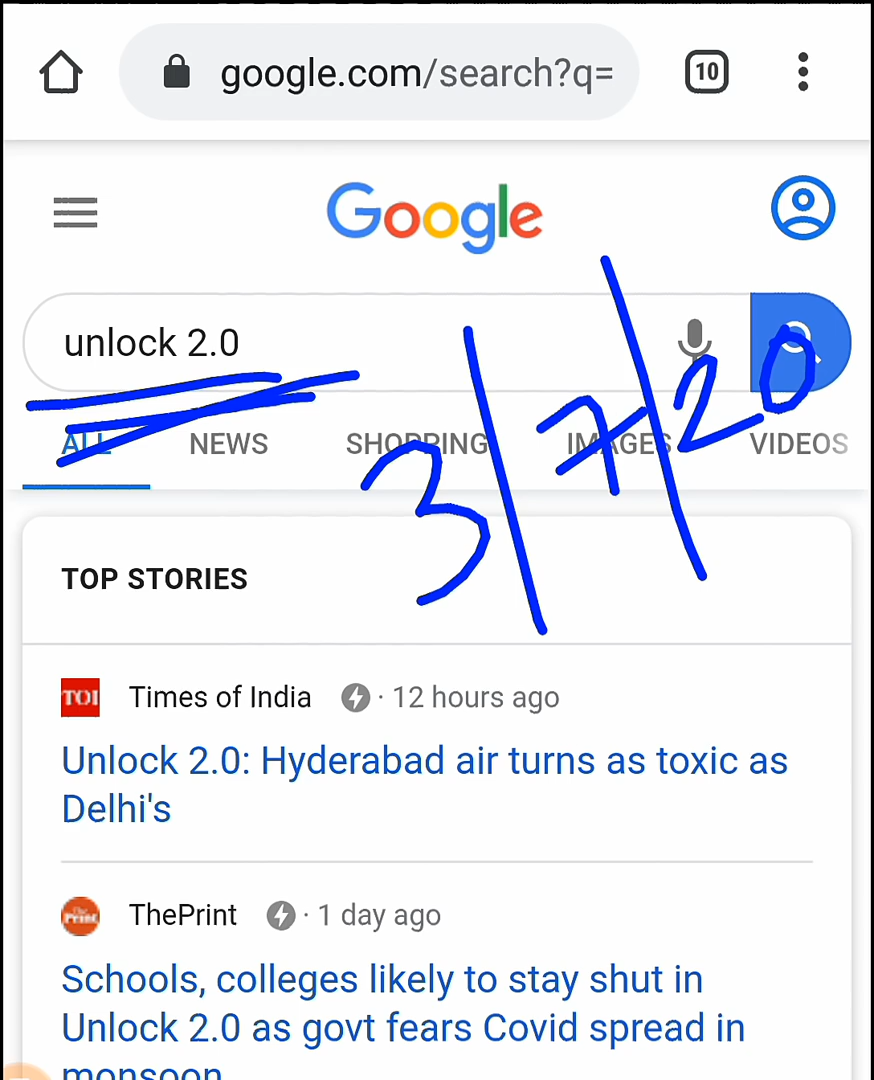 google.com/search?q=
10
Google
unlock 2.0
3/7/20
ALL NEWS SHOPPING IMAGES VIDEOS
TOP STORIES
TOI Times of India · 12 hours ago
Unlock 2.0: Hyderabad air turns as toxic as
Delhi's
The Print ThePrint · 1 day ago
Schools, colleges likely to stay shut in
Unlock 2.0 as govt fears Covid spread in
monsoon